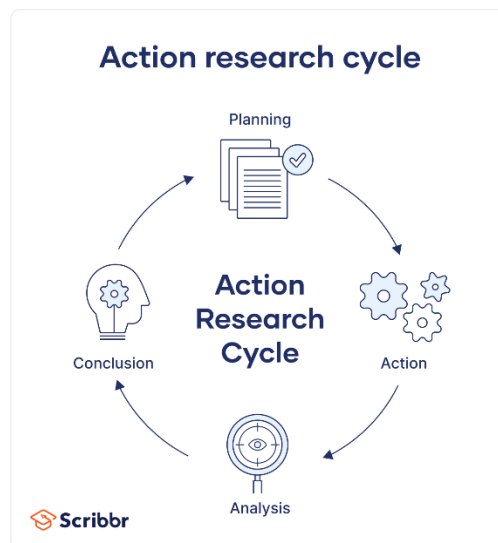 Action research cycle
Planning
Action
Research
Cycle
Conclusion
Action
Analysis
Scribbr